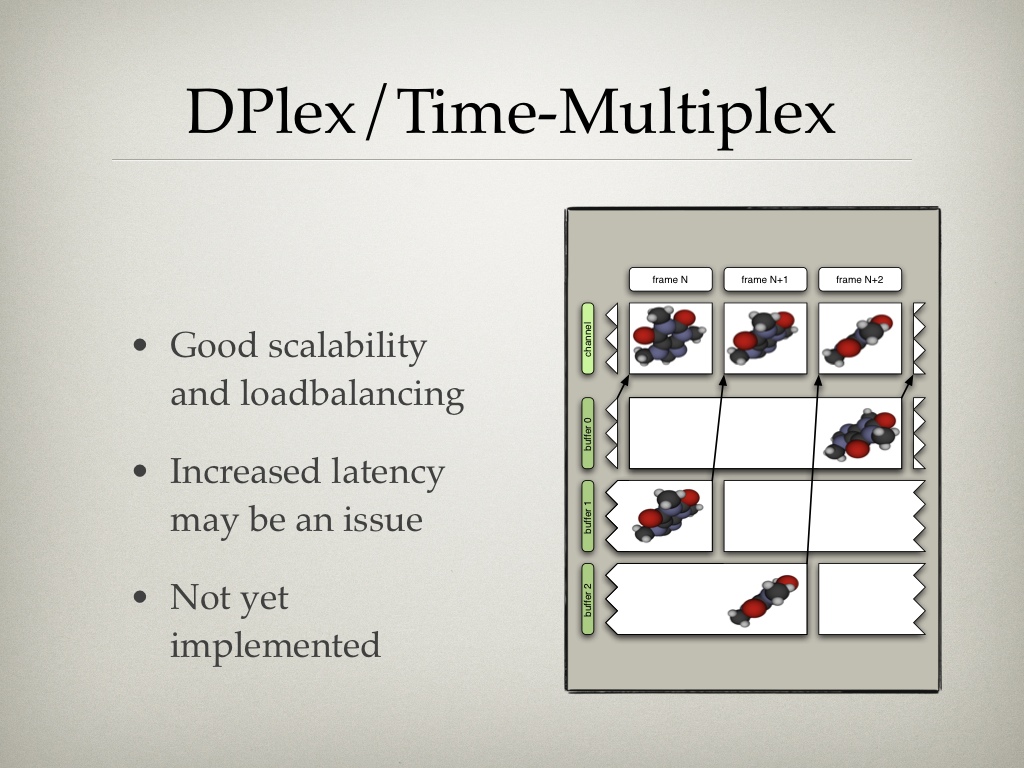 DPlex/Time-Multiplex
• Good scalability
and loadbalancing
• Increased latency
may be an issue
• Not yet
implemented
frame N
frame N+1
frame N+2
channel
buffer 0
buffer 1
buffer 2